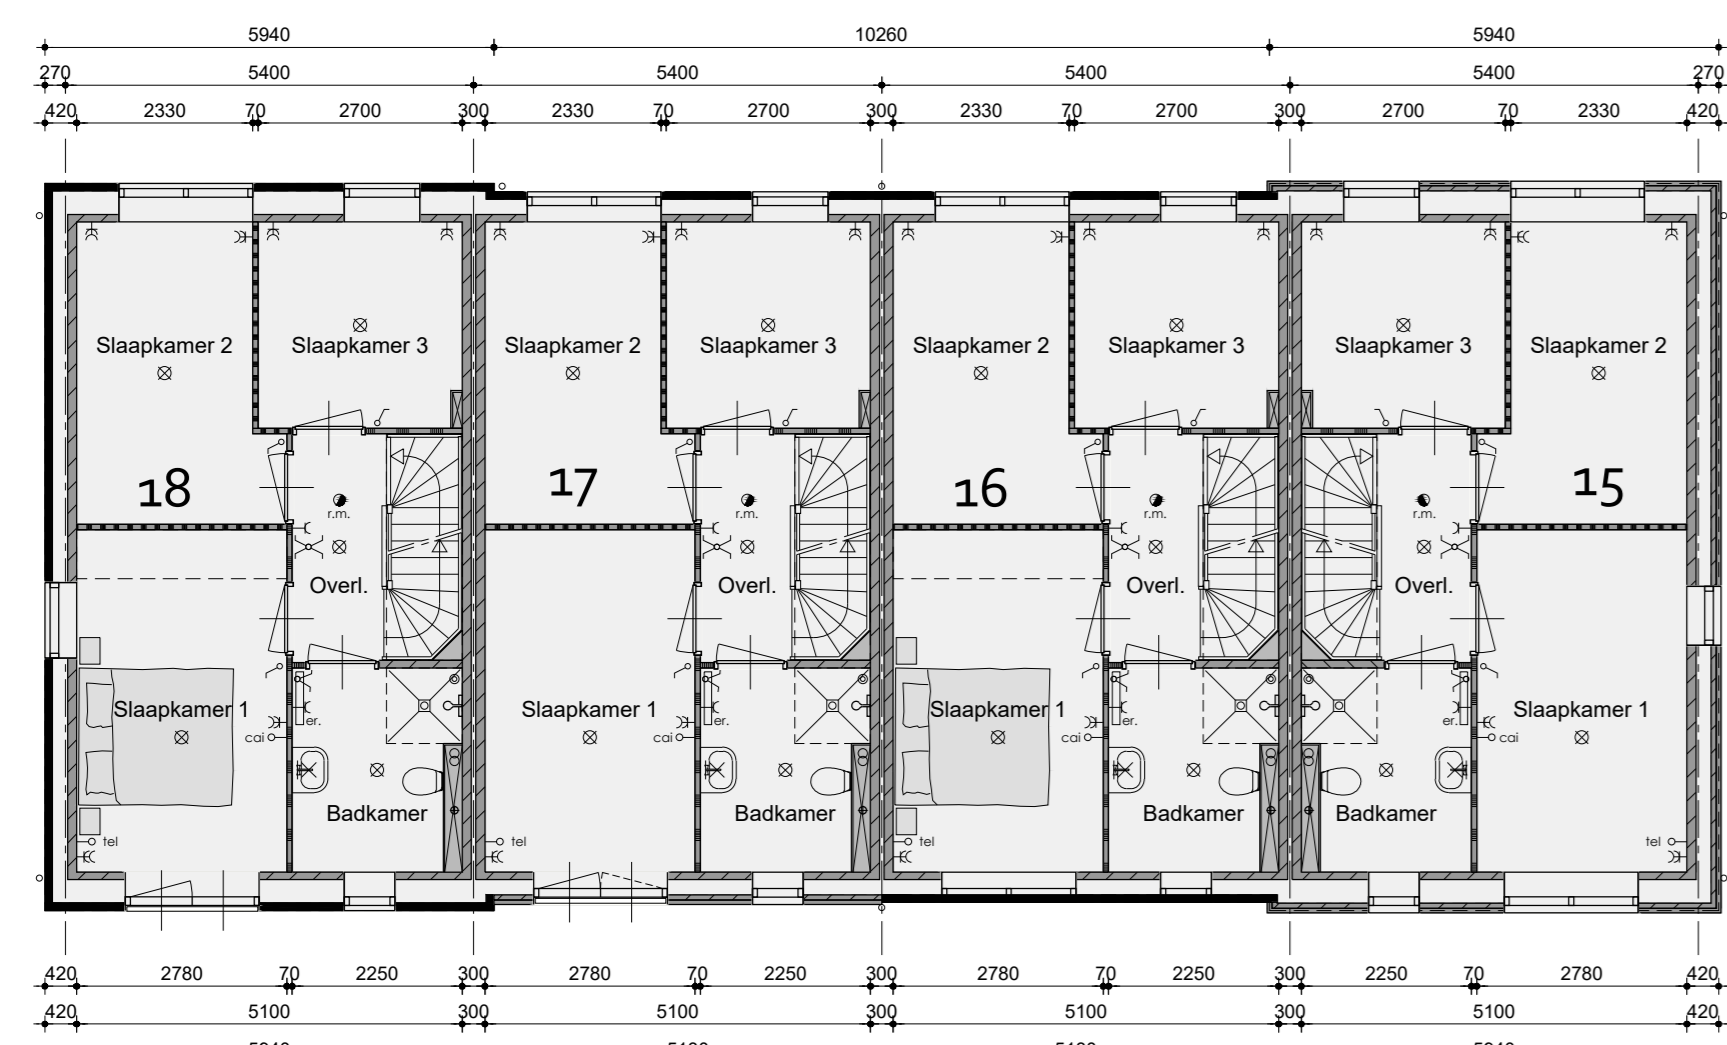 5940 10260 5940
270 5400 5400 5400 5400 270
420 2330 70 2700 300 2330 70 2700 300 2330 70 2700 300 2700 70 2330 420
Slaapkamer 2 Slaapkamer 3 Slaapkamer 2 Slaapkamer 3 Slaapkamer 2 Slaapkamer 3 Slaapkamer 3 Slaapkamer 2
18 17 16 15
r.m. r.m. r.m. r.m.
Overl. Overl. Overl. Overl.
Slaapkamer 1 Slaapkamer 1 Slaapkamer 1 Slaapkamer 1
er. er. er. er.
cai cai cai cai
Badkamer Badkamer Badkamer Badkamer
tel tel tel tel
420 2780 70 2250 300 2780 70 2250 300 2780 70 2250 300 2250 70 2780 420
420 5100 300 5100 300 5100 300 5100 420
5940 5100 5100 5940